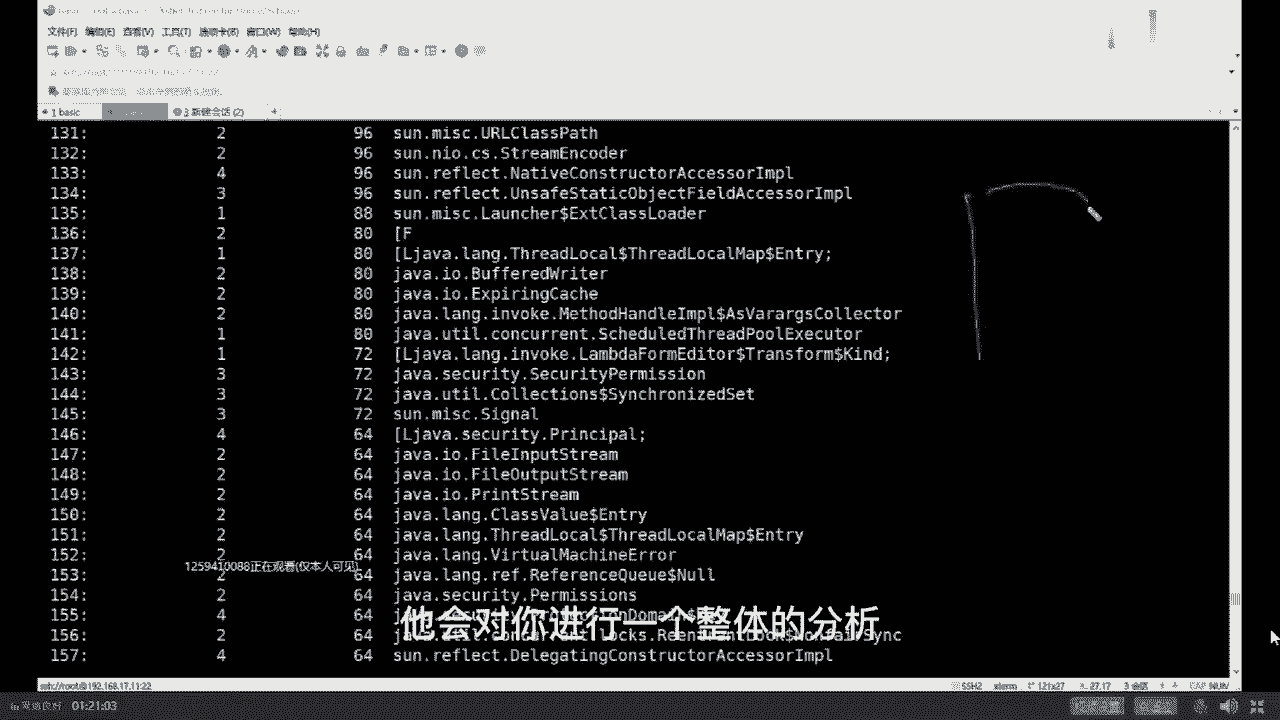 文件(F) 编辑(E) 查看(V) 工具(T) 选项卡(B) 窗口(W) 帮助(H)
1 basic 3 新建会话 (2) +
131: 2 96 sun.misc.URLClassPath
132: 2 96 sun.nio.cs.StreamEncoder
133: 4 96 sun.reflect.NativeConstructorAccessorImpl
134: 3 96 sun.reflect.UnsafeStaticObjectFieldAccessorImpl
135: 1 88 sun.misc.Launcher$ExtClassLoader
136: 2 80 [F
137: 1 80 [Ljava.lang.ThreadLocal$ThreadLocalMap$Entry;
138: 2 80 java.io.BufferedWriter
139: 2 80 java.io.ExpiringCache
140: 2 80 java.lang.invoke.MethodHandleImpl$AsVarargsCollector
141: 1 80 java.util.concurrent.ScheduledThreadPoolExecutor
142: 1 72 [Ljava.lang.invoke.LambdaFormEditor$Transform$Kind;
143: 3 72 java.security.SecurityPermission
144: 3 72 java.util.Collections$SynchronizedSet
145: 3 72 sun.misc.Signal
146: 4 64 [Ljava.security.Principal;
147: 2 64 java.io.FileInputStream
148: 2 64 java.io.FileOutputStream
149: 2 64 java.io.PrintStream
150: 2 64 java.lang.ClassValue$Entry
151: 2 64 java.lang.ThreadLocal$ThreadLocalMap$Entry
152: 2 64 java.lang.VirtualMachineError
1259410088正在观看(仅本人可见)
153: 2 64 java.lang.ref.ReferenceQueue$Null
154: 2 64 java.security.Permissions
155: 4 64
他会对你进行一个整体的分析
156: 2 64
157: 4 64 sun.reflect.DelegatingConstructorAccessorImpl
ssh://root@192.168.17.11:22 SSH2 xterm 121x27 27,17 3 会话 CAP NUM
网络良好 01:21:03